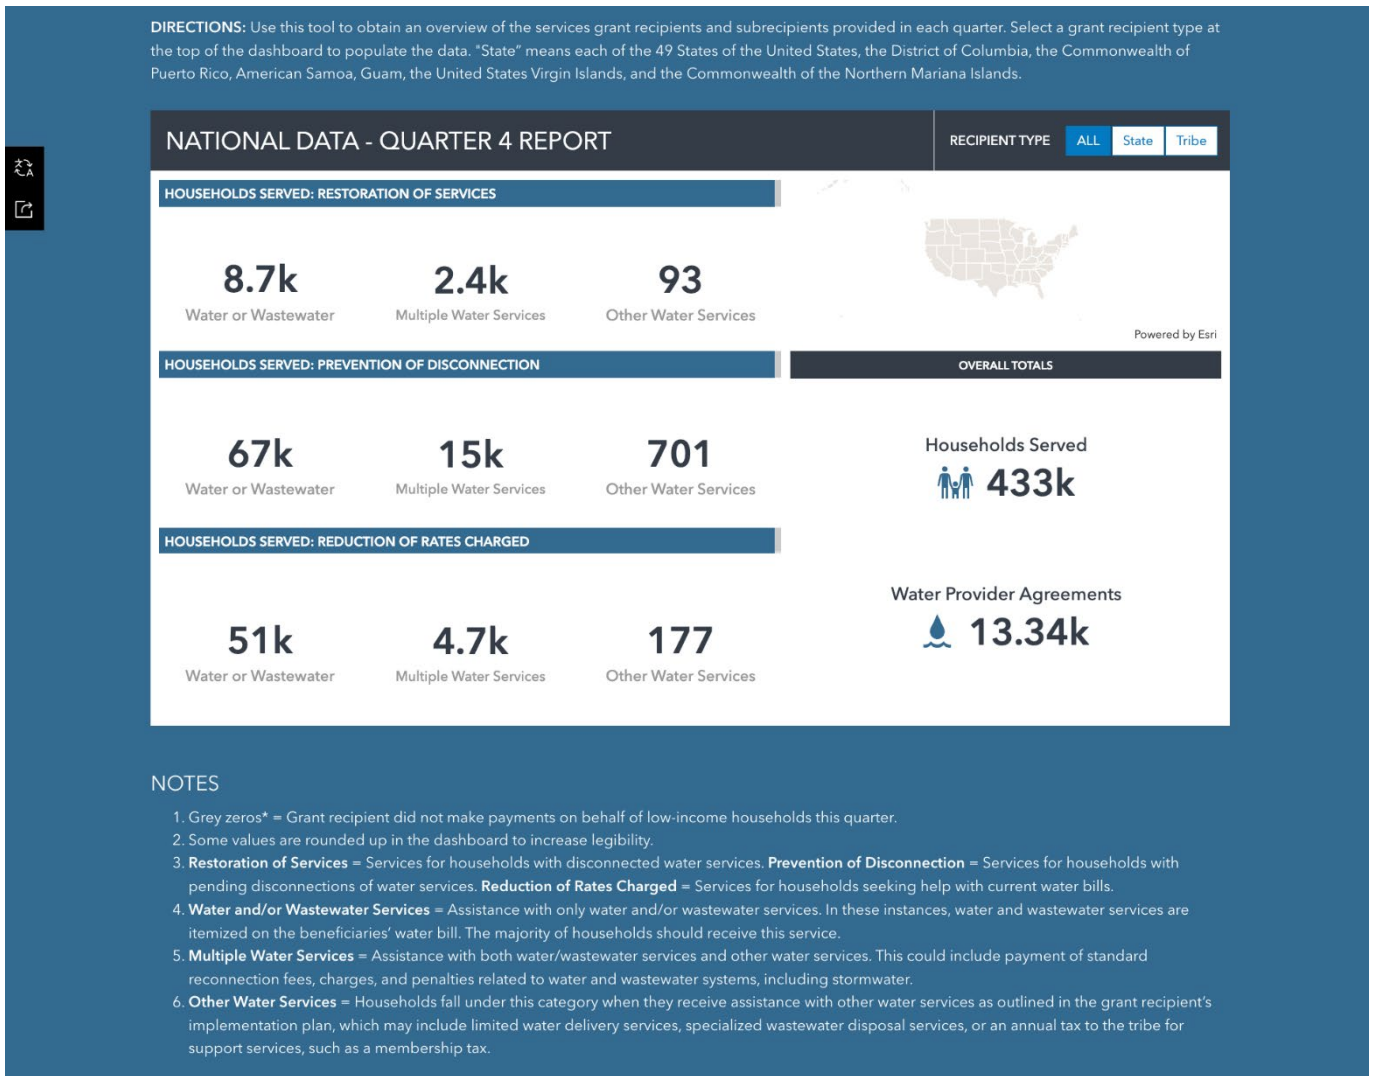 DIRECTIONS: Use this tool to obtain an overview of the services grant recipients and subrecipients provided in each quarter. Select a grant recipient type at
the top of the dashboard to populate the data. "State" means each of the 49 States of the United States, the District of Columbia, the Commonwealth of
Puerto Rico, American Samoa, Guam, the United States Virgin Islands, and the Commonwealth of the Northern Mariana Islands.
NATIONAL DATA - QUARTER 4 REPORT
RECIPIENT TYPE ALL State Tribe
HOUSEHOLDS SERVED: RESTORATION OF SERVICES
8.7k 2.4k 93
Water or Wastewater Multiple Water Services Other Water Services
Powered by Esri
HOUSEHOLDS SERVED: PREVENTION OF DISCONNECTION
67k 15k 701
Water or Wastewater Multiple Water Services Other Water Services
HOUSEHOLDS SERVED: REDUCTION OF RATES CHARGED
51k 4.7k 177
Water or Wastewater Multiple Water Services Other Water Services
OVERALL TOTALS
Households Served
433k
Water Provider Agreements
13.34k
NOTES
1. Grey zeros* = Grant recipient did not make payments on behalf of low-income households this quarter.
2. Some values are rounded up in the dashboard to increase legibility.
3. Restoration of Services = Services for households with disconnected water services. Prevention of Disconnection = Services for households with
pending disconnections of water services. Reduction of Rates Charged = Services for households seeking help with current water bills.
4. Water and/or Wastewater Services = Assistance with only water and/or wastewater services. In these instances, water and wastewater services are
itemized on the beneficiaries' water bill. The majority of households should receive this service.
5. Multiple Water Services = Assistance with both water/wastewater services and other water services. This could include payment of standard
reconnection fees, charges, and penalties related to water and wastewater systems, including stormwater.
6. Other Water Services = Households fall under this category when they receive assistance with other water services as outlined in the grant recipient's
implementation plan, which may include limited water delivery services, specialized wastewater disposal services, or an annual tax to the tribe for
support services, such as a membership tax.